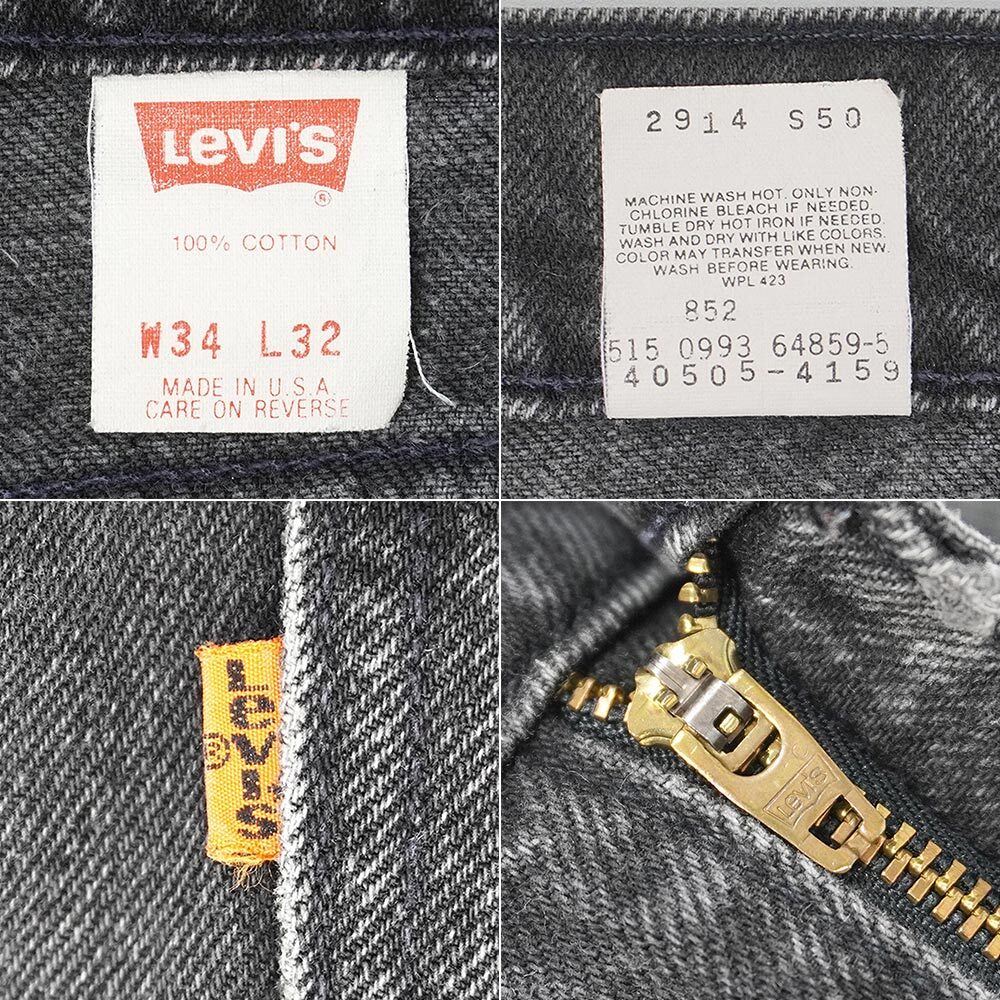 Levi's
®
100% COTTON
W34 L32
MADE IN U.S.A.
CARE ON REVERSE
2914 S50
MACHINE WASH HOT. ONLY NON-
CHLORINE BLEACH IF NEEDED.
TUMBLE DRY HOT IRON IF NEEDED.
WASH AND DRY WITH LIKE COLORS.
COLOR MAY TRANSFER WHEN NEW.
WASH BEFORE WEARING.
WPL 423
852
515 0993 64859-5
40505-4159
LEVI'S
®
Levi's